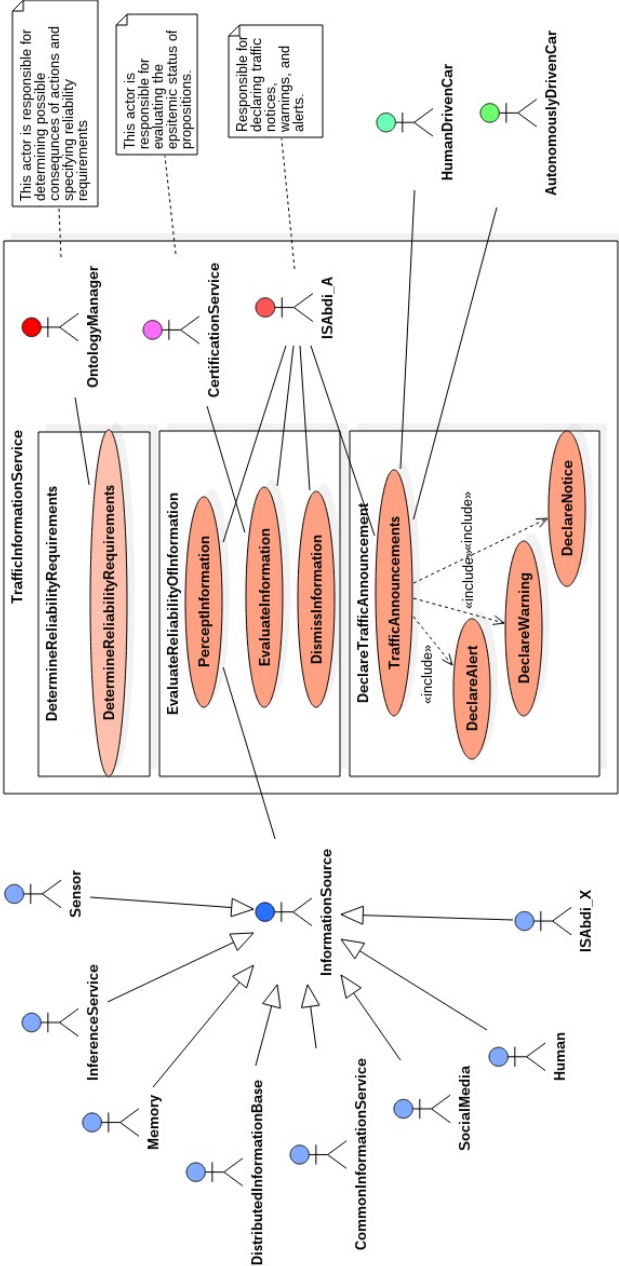 This actor is responsible for
determining possible
consequnces of actions and
specifying reliability
requirements
This actor is
responsible for
evaluating the
epsitemic status of
propositions.
Responsible for
declaring traffic
notices,
warnings, and
alerts.
HumanDrivenCar
AutonomouslyDrivenCar
TrafficInformationService
OntologyManager
CertificationService
ISAbdi_A
DetermineReliabilityRequirements
DetermineReliabilityRequirements
EvaluateReliabilityOfInformation
PerceptInformation
EvaluateInformation
DismissInformation
DeclareTrafficAnnouncement
TrafficAnnouncements
«include»
«include»
«include»
DeclareAlert
DeclareWarning
DeclareNotice
Sensor
InformationSource
ISAbdi_X
InferenceService
Memory
DistributedInformationBase
CommonInformationService
SocialMedia
Human